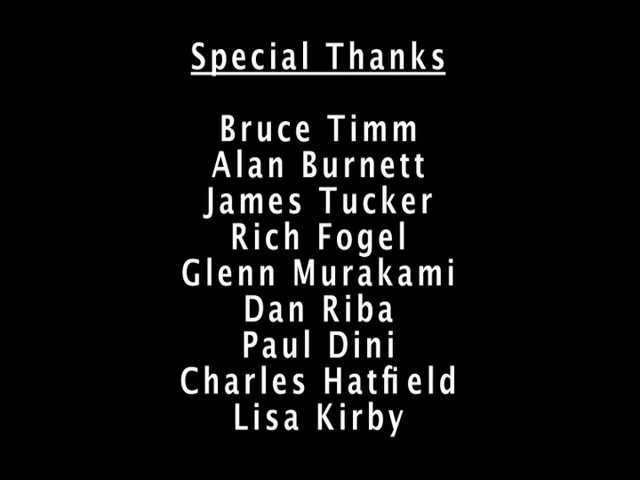 Special Thanks
Bruce Timm
Alan Burnett
James Tucker
Rich Fogel
Glenn Murakami
Dan Riba
Paul Dini
Charles Hatfield
Lisa Kirby